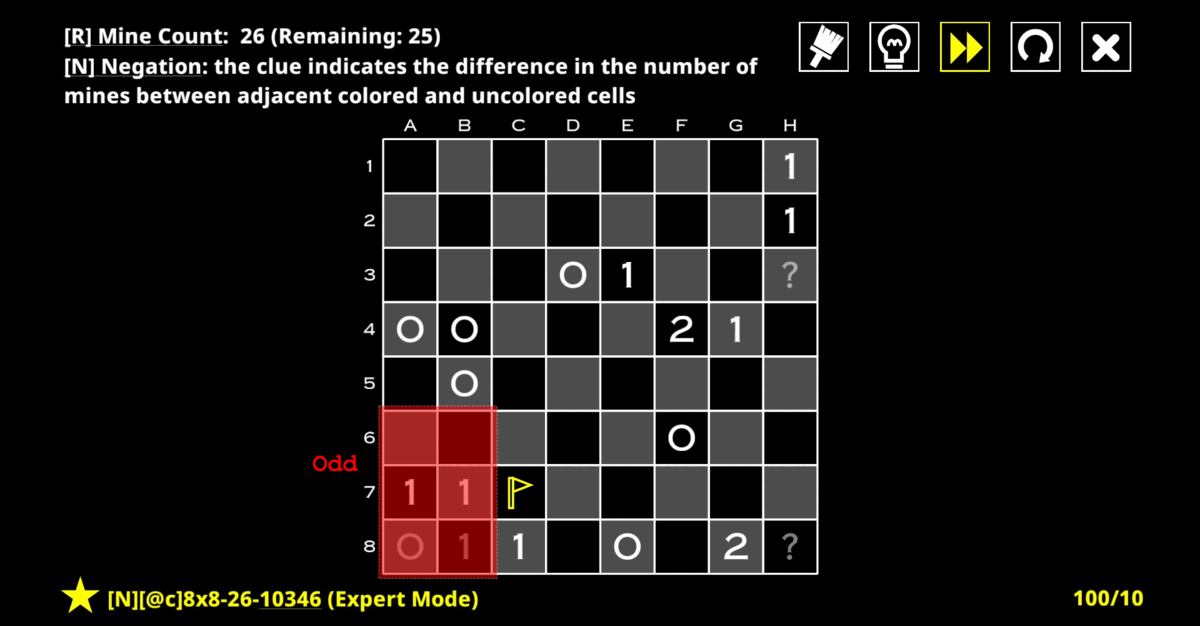 [R] Mine Count: 26 (Remaining: 25)
[N] Negation: the clue indicates the difference in the number of
mines between adjacent colored and uncolored cells
A B C D E F G H
1 1
2 1
3 0 1 ?
4 0 0 2 1
5 0
6 0
Odd
7 1 1
8 0 1 1 0 2 ?
[N][@c]8x8-26-10346 (Expert Mode)
100/10